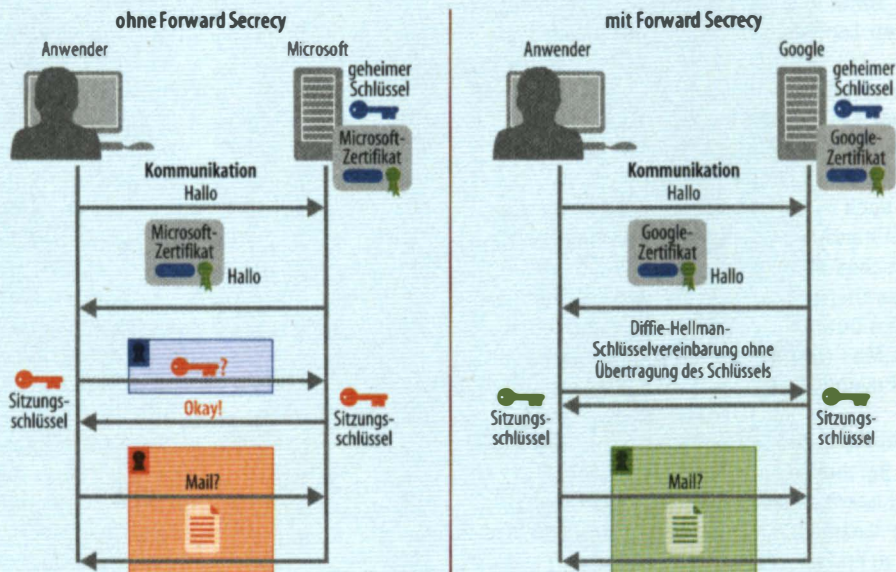 ohne Forward Secrecy
Anwender
Microsoft
geheimer
Schlüssel
Microsoft-
Zertifikat
Kommunikation
Hallo
Microsoft-
Zertifikat
Hallo
?
Okay!
Sitzungs-
schlüssel
Sitzungs-
schlüssel
Mail?
mit Forward Secrecy
Anwender
Google
geheimer
Schlüssel
Google-
Zertifikat
Kommunikation
Hallo
Google-
Zertifikat
Hallo
Diffie-Hellman-
Schlüsselvereinbarung ohne
Übertragung des Schlüssels
Sitzungs-
schlüssel
Sitzungs-
schlüssel
Mail?